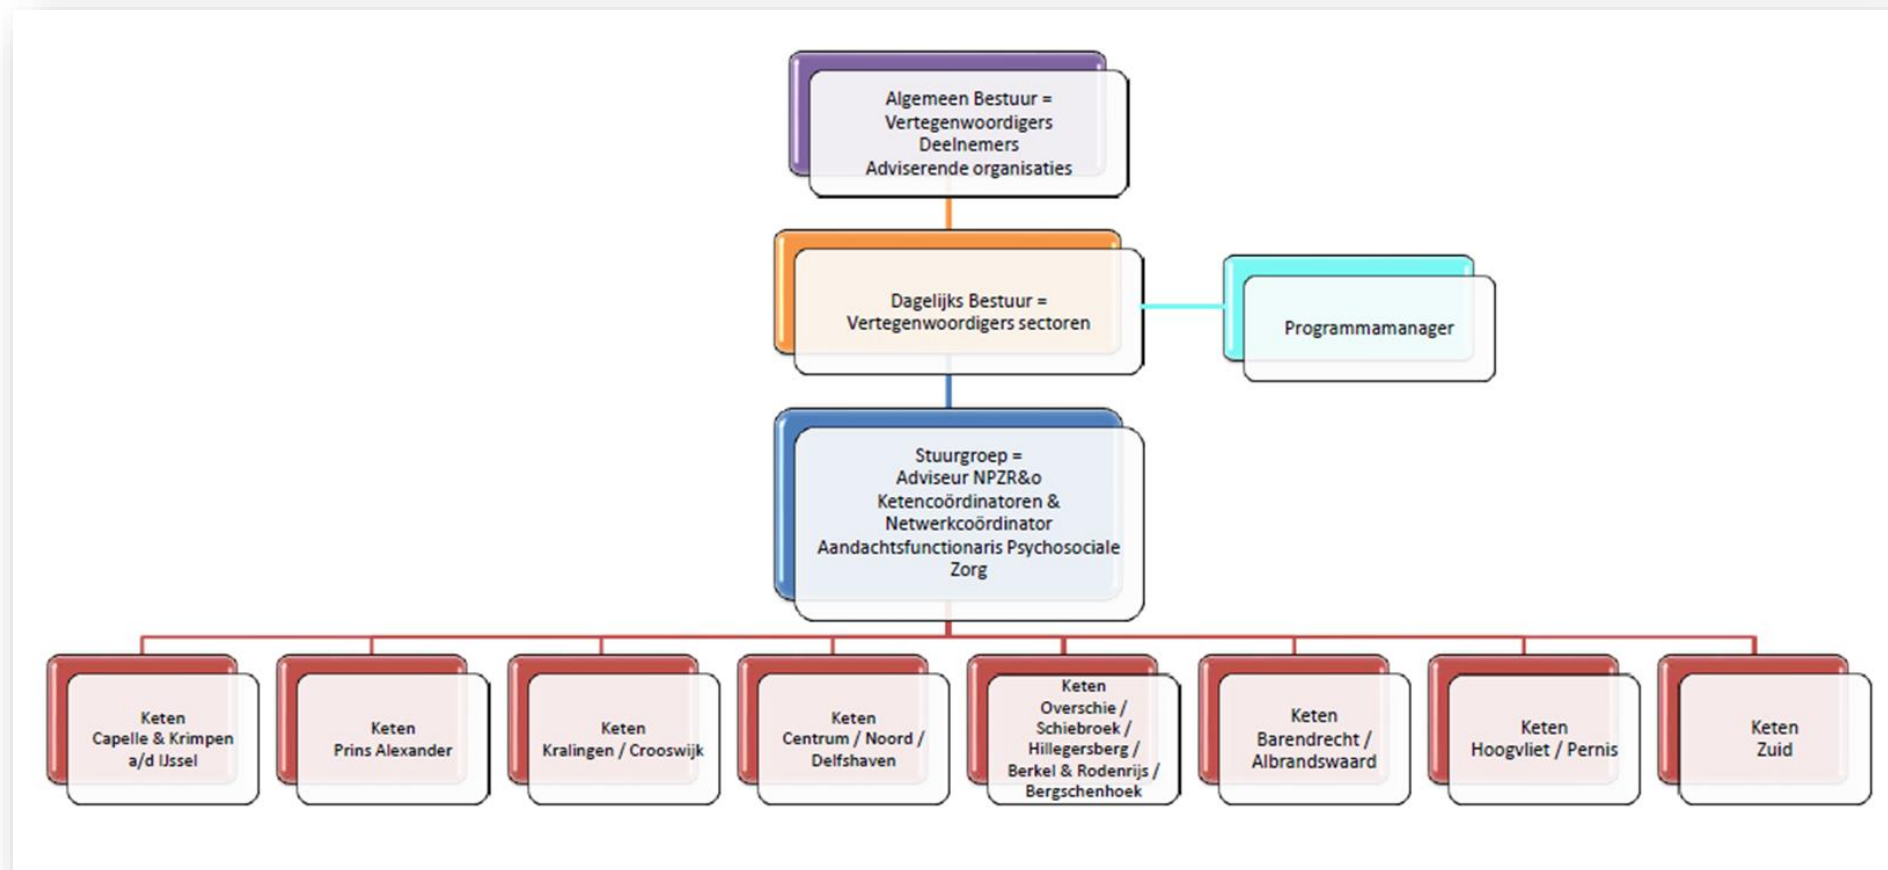 Algemeen Bestuur =
Vertegenwoordigers
Deelnemers
Adviserende organisaties
Dagelijks Bestuur =
Vertegenwoordigers sectoren
Programmamanager
Stuurgroep =
Adviseur NPZR&o
Ketencoördinatoren &
Netwerkcoördinator
Aandachtsfunctionaris Psychosociale
Zorg
Keten
Capelle & Krimpen
a/d IJssel
Keten
Prins Alexander
Keten
Kralingen / Crooswijk
Keten
Centrum / Noord /
Delfshaven
Keten
Overschie /
Schiebroek /
Hillegersberg /
Berkel & Rodenrijs /
Bergschenhoek
Keten
Barendrecht /
Albrandswaard
Keten
Hoogvliet / Pernis
Keten
Zuid